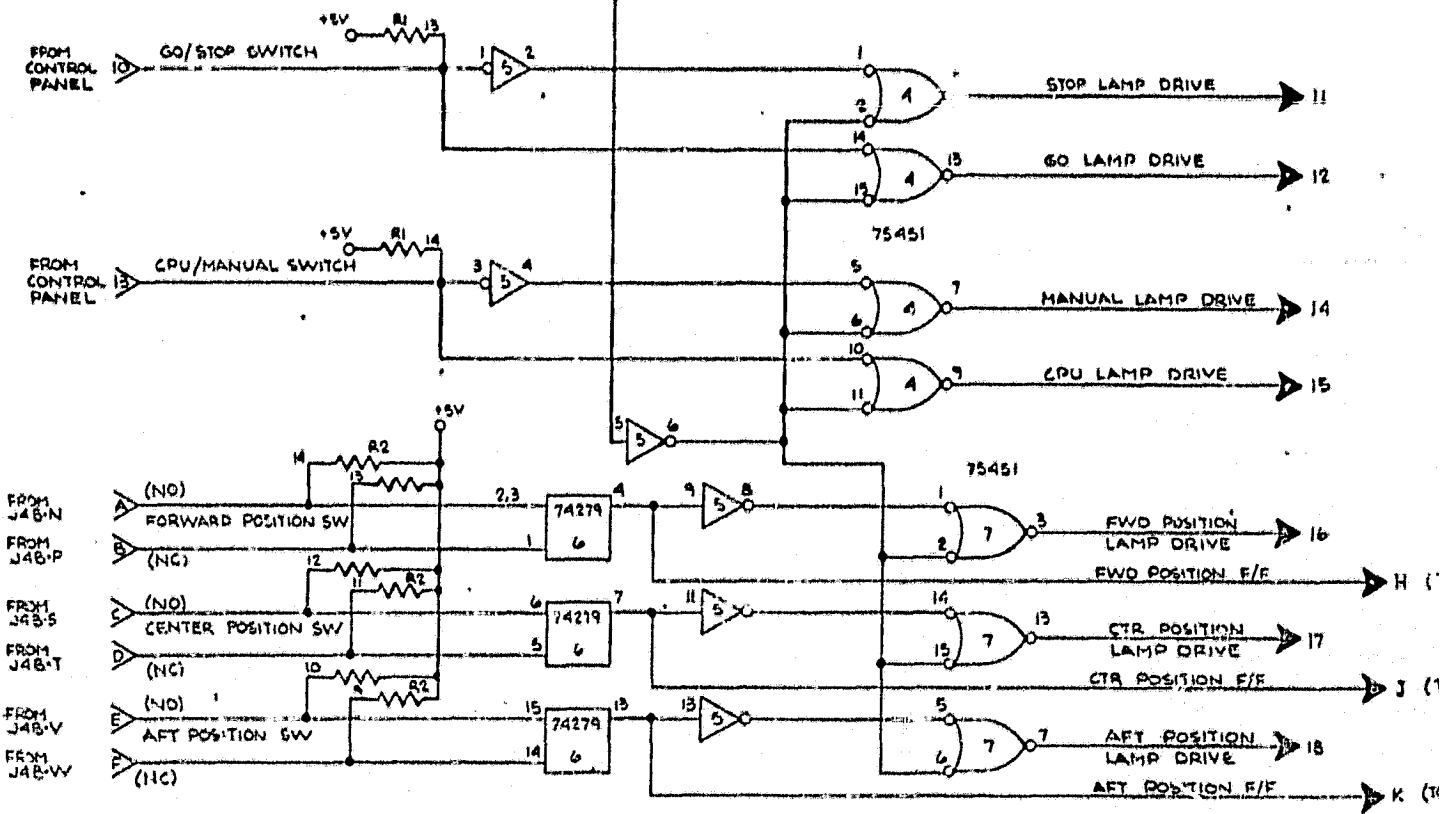 +5V R1 13
FROM CONTROL PANEL 10 GO/STOP SWITCH
1 5 2
1 4
2
STOP LAMP DRIVE 11
14 4 13
15
GO LAMP DRIVE 12
75451
+5V R1 14
FROM CONTROL PANEL 13 CPU/MANUAL SWITCH
3 5 4
5 4 7
6
MANUAL LAMP DRIVE 14
10 4 9
11
CPU LAMP DRIVE 15
5 5 6
+5V
14 R2
13
75451
FROM J4B-N A (NO)
FORWARD POSITION SW
2,3 74279 4
9 5 8
1 7 3
FWD POSITION LAMP DRIVE 16
FROM J4B-P B (NC)
1 6
2
FWD POSITION F/F H (
12
11 R2
FROM J4B-S C (NO)
CENTER POSITION SW
6 74279 7
11 5
14 7 13
CTR POSITION LAMP DRIVE 17
FROM J4B-T D (NC)
5 6
15
CTR POSITION F/F J (
10
9 R2
FROM J4B-V E (NO)
AFT POSITION SW
15 74279 13
13 5
5 7 7
AFT POSITION LAMP DRIVE 18
FROM J4B-W F (NC)
14 6
6
AFT POSITION F/F K (